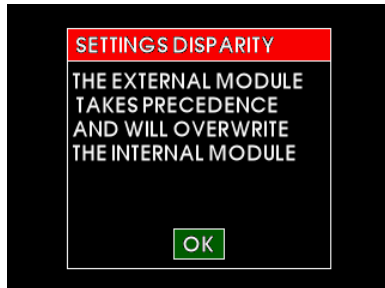 SETTINGS DISPARITY
THE EXTERNAL MODULE
TAKES PRECEDENCE
AND WILL OVERWRITE
THE INTERNAL MODULE
OK